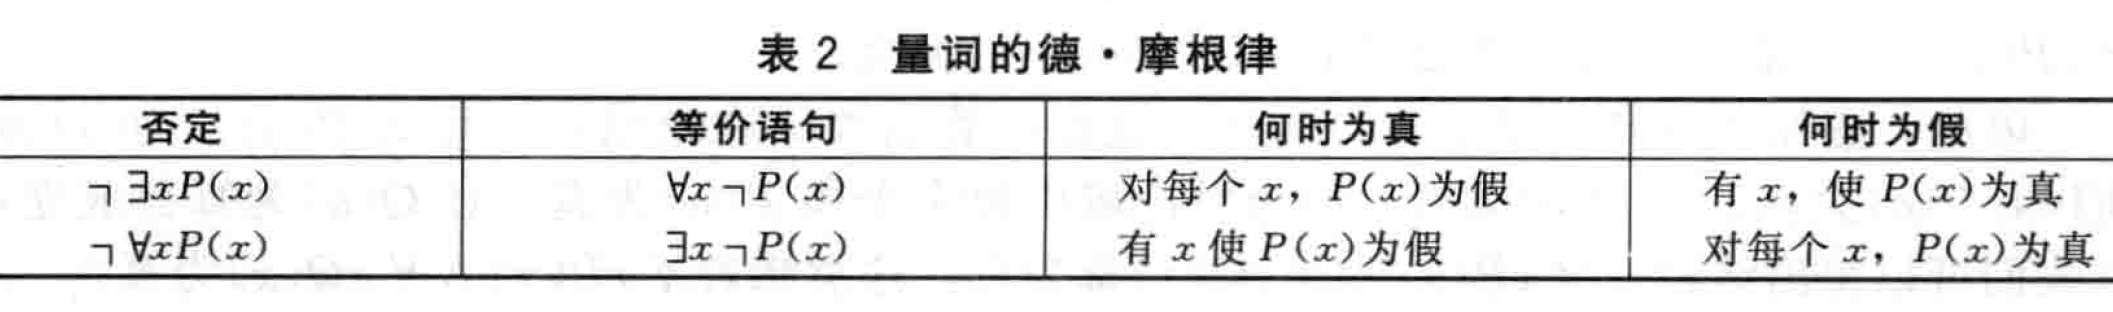 表 2 量词的德·摩根律
否定 等价语句 何时为真 何时为假
¬∃xP(x) ∀x¬P(x) 对每个 x，P(x)为假 有 x，使 P(x)为真
¬∀xP(x) ∃x¬P(x) 有 x 使 P(x)为假 对每个 x，P(x)为真